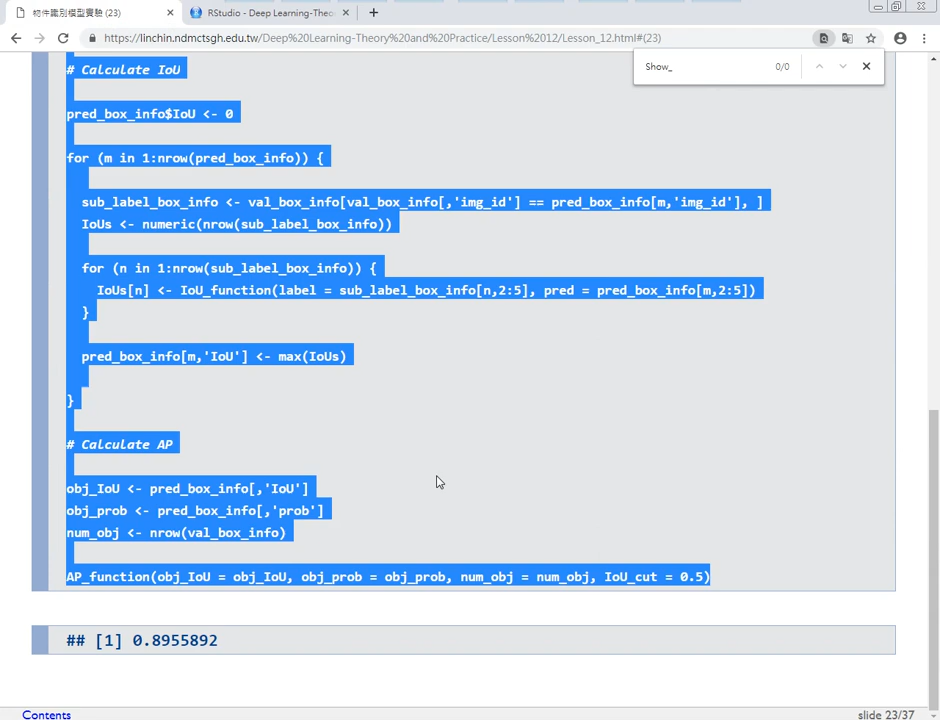 物件識別模型實驗 (23)
RStudio - Deep Learning-Theo
https://linchin.ndmctsgh.edu.tw/Deep%20Learning-Theory%20and%20Practice/Lesson%2012/Lesson_12.html#(23)
Show_
0/0
# Calculate IoU
pred_box_info$IoU <- 0
for (m in 1:nrow(pred_box_info)) {
sub_label_box_info <- val_box_info[val_box_info[,'img_id'] == pred_box_info[m,'img_id'], ]
IoUs <- numeric(nrow(sub_label_box_info))
for (n in 1:nrow(sub_label_box_info)) {
IoUs[n] <- IoU_function(label = sub_label_box_info[n,2:5], pred = pred_box_info[m,2:5])
}
pred_box_info[m,'IoU'] <- max(IoUs)
}
# Calculate AP
obj_IoU <- pred_box_info[,'IoU']
obj_prob <- pred_box_info[,'prob']
num_obj <- nrow(val_box_info)
AP_function(obj_IoU = obj_IoU, obj_prob = obj_prob, num_obj = num_obj, IoU_cut = 0.5)
## [1] 0.8955892
Contents
slide 23/37